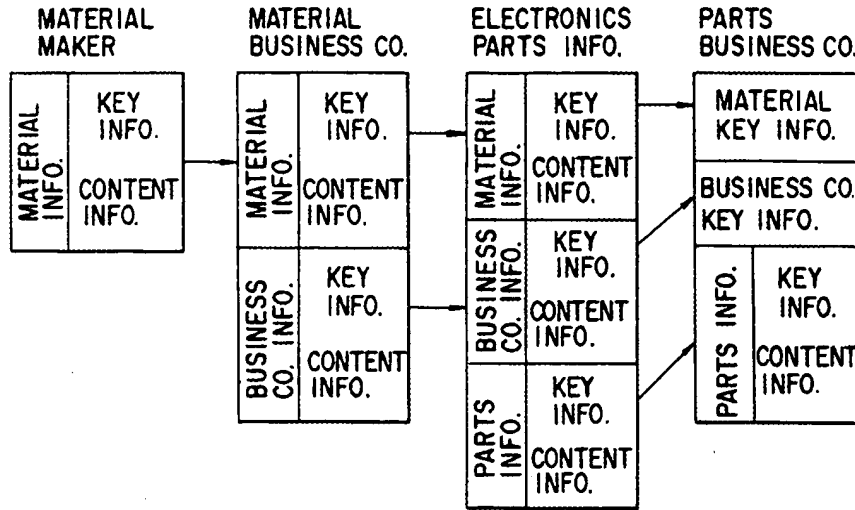 MATERIAL
MAKER
MATERIAL
INFO.
KEY
INFO.
CONTENT
INFO.
MATERIAL
BUSINESS CO.
MATERIAL
INFO.
KEY
INFO.
CONTENT
INFO.
BUSINESS
CO. INFO.
KEY
INFO.
CONTENT
INFO.
ELECTRONICS
PARTS INFO.
MATERIAL
INFO.
KEY
INFO.
CONTENT
INFO.
BUSINESS
CO. INFO.
KEY
INFO.
CONTENT
INFO.
PARTS
INFO.
KEY
INFO.
CONTENT
INFO.
PARTS
BUSINESS CO.
MATERIAL
KEY INFO.
BUSINESS CO.
KEY INFO.
PARTS INFO.
KEY
INFO.
CONTENT
INFO.